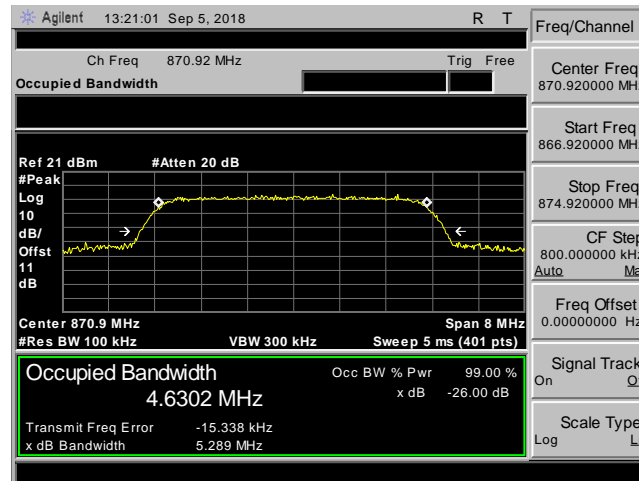 Agilent 13:21:01 Sep 5, 2018 R T
Ch Freq 870.92 MHz Trig Free
Occupied Bandwidth
Ref 21 dBm #Atten 20 dB
#Peak
Log
10
dB/
Offst
11
dB
Center 870.9 MHz Span 8 MHz
#Res BW 100 kHz VBW 300 kHz Sweep 5 ms (401 pts)
Occupied Bandwidth
4.6302 MHz
Occ BW % Pwr 99.00 %
x dB -26.00 dB
Transmit Freq Error -15.338 kHz
x dB Bandwidth 5.289 MHz
Freq/Channel
Center Freq
870.920000 MH
Start Freq
866.920000 MH
Stop Freq
874.920000 MH
CF Step
800.000000 kHz
Auto Ma
Freq Offset
0.00000000 Hz
Signal Track
On O
Scale Type
Log L